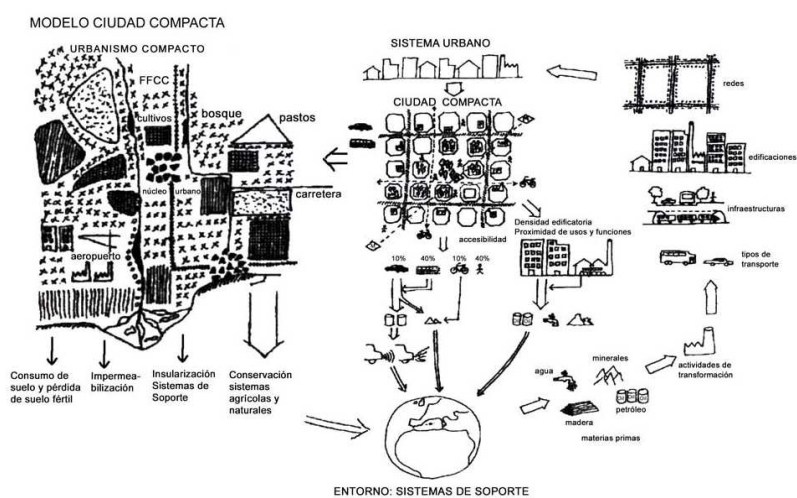 MODELO CIUDAD COMPACTA
URBANISMO COMPACTO
FFCC
cultivos
bosque
pastos
núcleo urbano
carretera
aeropuerto
Consumo de
suelo y pérdida
de suelo fértil
Impermea-
bilización
Insularización
Sistemas de
Soporte
Conservación
sistemas
agrícolas y
naturales
SISTEMA URBANO
CIUDAD COMPACTA
accesibilidad
10% 40% 10% 40%
Densidad edificatoria
Proximidad de usos y funciones
redes
edificaciones
infraestructuras
tipos de
transporte
actividades de
transformación
minerales
agua
petróleo
madera
materias primas
ENTORNO: SISTEMAS DE SOPORTE